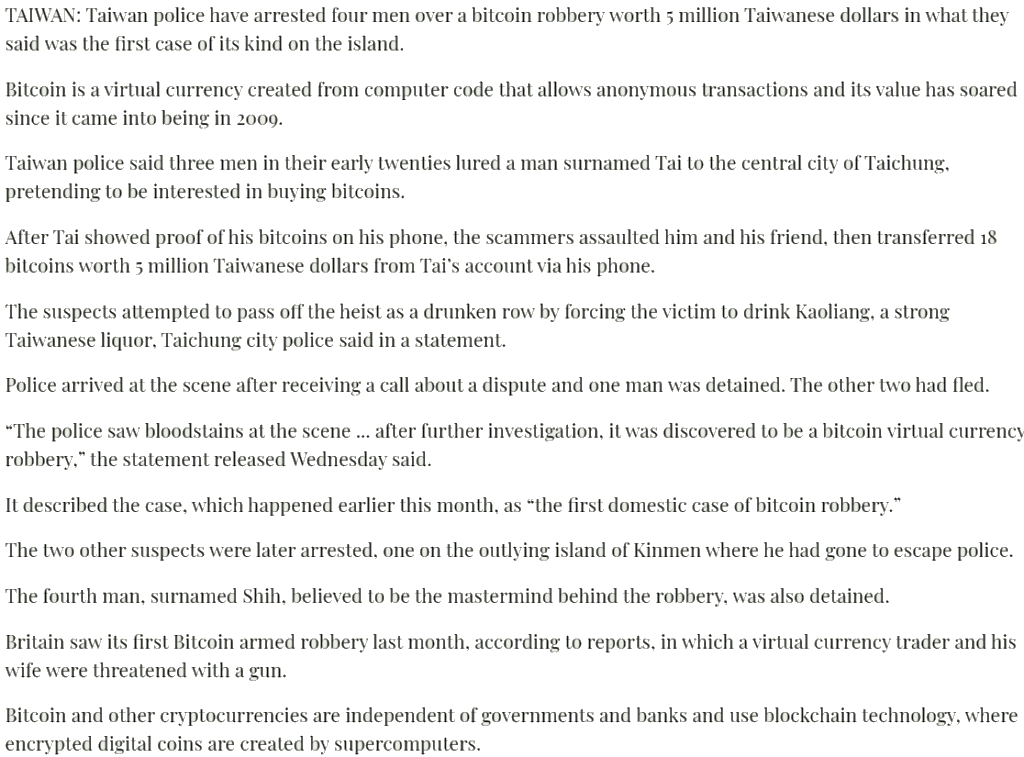 TAIWAN: Taiwan police have arrested four men over a bitcoin robbery worth 5 million Taiwanese dollars in what they
said was the first case of its kind on the island.
Bitcoin is a virtual currency created from computer code that allows anonymous transactions and its value has soared
since it came into being in 2009.
Taiwan police said three men in their early twenties lured a man surnamed Tai to the central city of Taichung,
pretending to be interested in buying bitcoins.
After Tai showed proof of his bitcoins on his phone, the scammers assaulted him and his friend, then transferred 18
bitcoins worth 5 million Taiwanese dollars from Tai’s account via his phone.
The suspects attempted to pass off the heist as a drunken row by forcing the victim to drink Kaoliang, a strong
Taiwanese liquor, Taichung city police said in a statement.
Police arrived at the scene after receiving a call about a dispute and one man was detained. The other two had fled.
“The police saw bloodstains at the scene ... after further investigation, it was discovered to be a bitcoin virtual currency
robbery,” the statement released Wednesday said.
It described the case, which happened earlier this month, as “the first domestic case of bitcoin robbery.”
The two other suspects were later arrested, one on the outlying island of Kinmen where he had gone to escape police.
The fourth man, surnamed Shih, believed to be the mastermind behind the robbery, was also detained.
Britain saw its first Bitcoin armed robbery last month, according to reports, in which a virtual currency trader and his
wife were threatened with a gun.
Bitcoin and other cryptocurrencies are independent of governments and banks and use blockchain technology, where
encrypted digital coins are created by supercomputers.